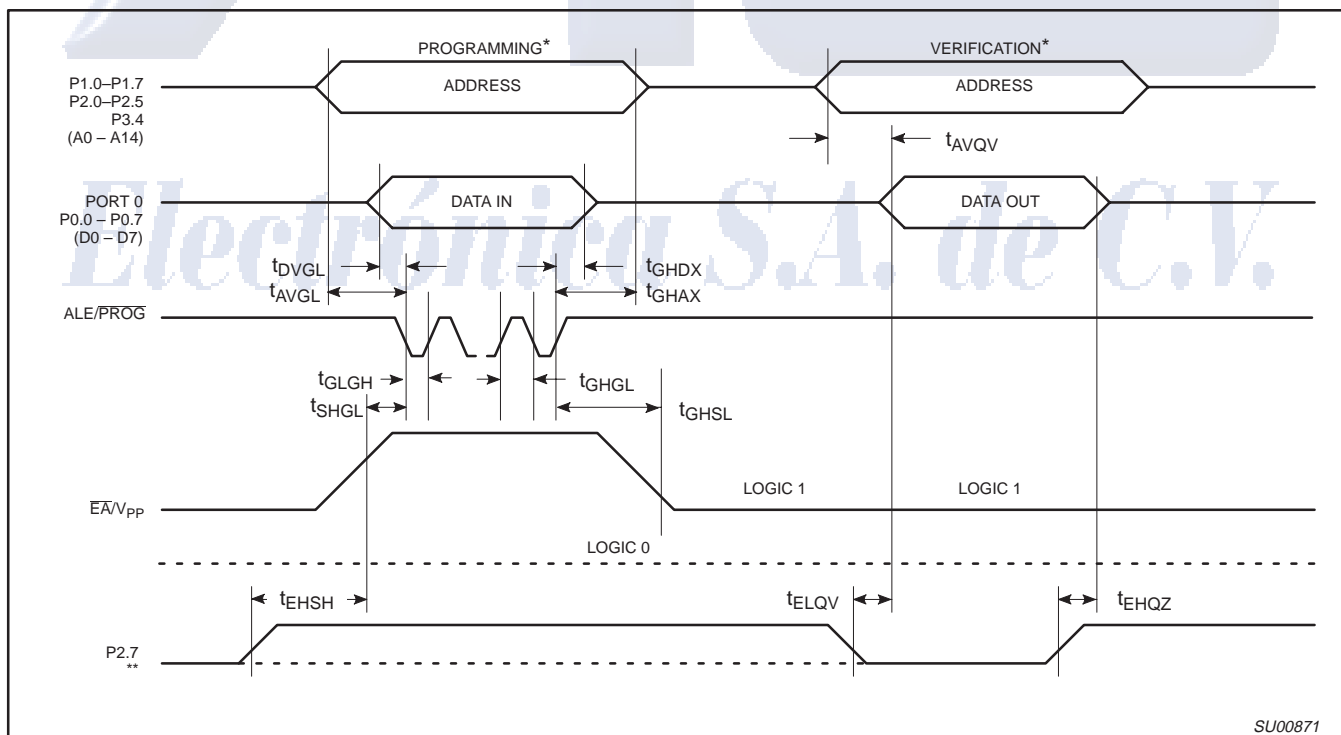 PROGRAMMING*
VERIFICATION*
P1.0–P1.7
P2.0–P2.5
P3.4
(A0 – A14)
ADDRESS
ADDRESS
tAVQV
PORT 0
P0.0 – P0.7
(D0 – D7)
DATA IN
DATA OUT
Electrónica S.A. de C.V.
tDVGL
tGHDX
tAVGL
tGHAX
ALE/PROG
tGLGH
tGHGL
tSHGL
tGHSL
EA/VPP
LOGIC 1
LOGIC 1
LOGIC 0
tEHSH
tELQV
tEHQZ
P2.7
**
SU00871